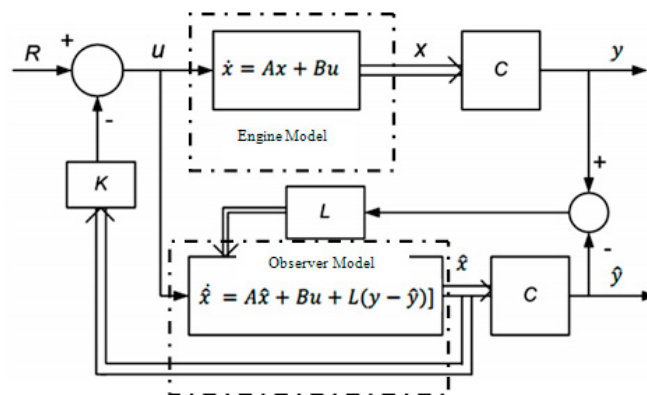 R
+
-
u
ẋ = Ax + Bu
x
C
y
Engine Model
K
L
+
-
Observer Model
x̂̇ = Ax̂ + Bu + L(y − ŷ)]
x̂
C
ŷ